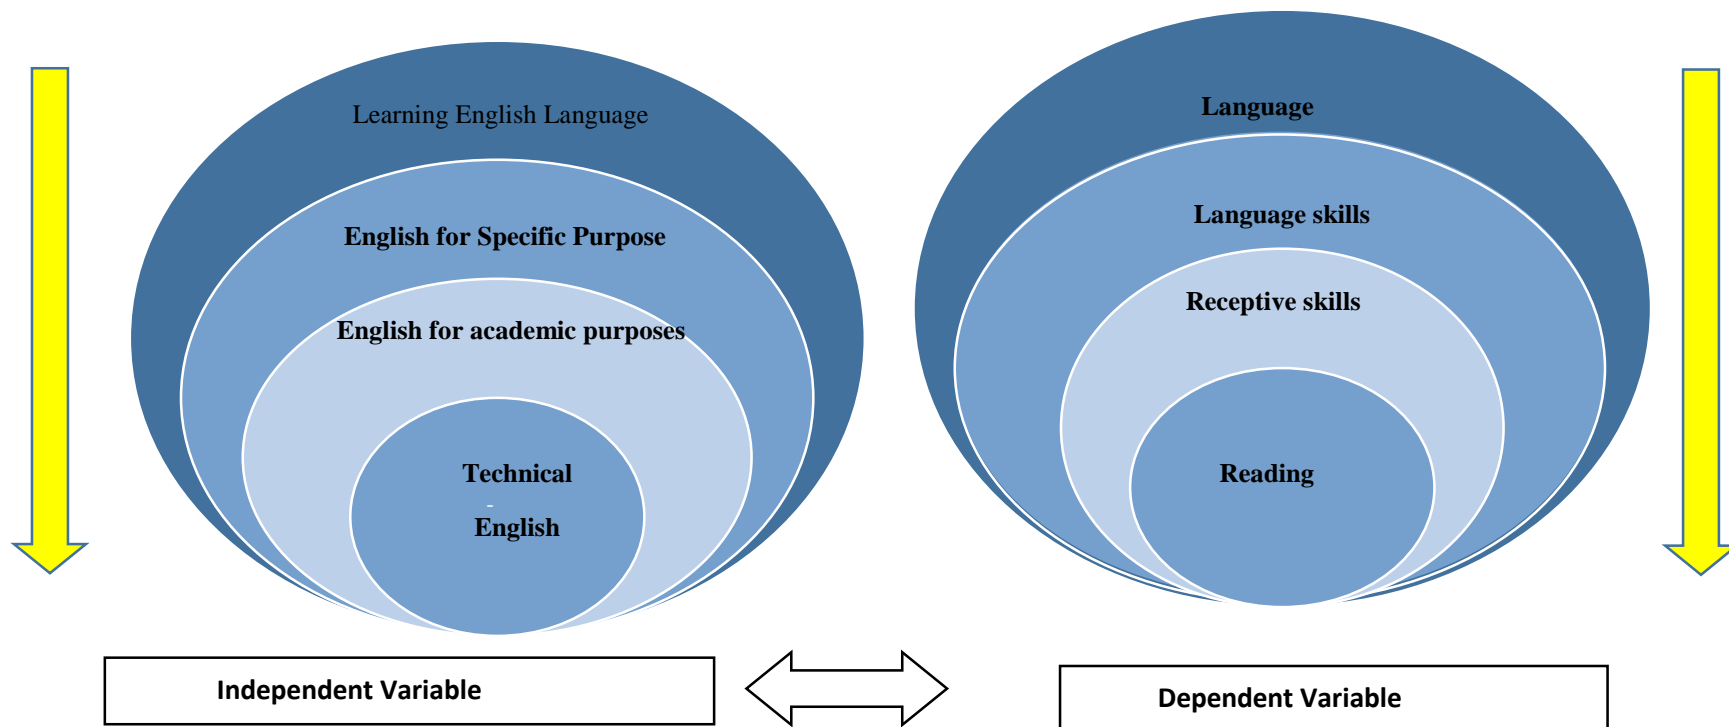 Learning English Language
English for Specific Purpose
English for academic purposes
Technical
-
English
Independent Variable
Language
Language skills
Receptive skills
Reading
Dependent Variable